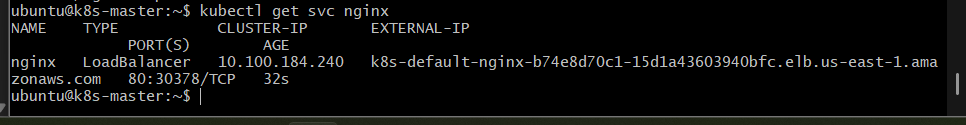 ubuntu@k8s-master:~$ kubectl get svc nginx
NAME    TYPE           CLUSTER-IP       EXTERNAL-IP
               PORT(S)        AGE
nginx   LoadBalancer   10.100.184.240   k8s-default-nginx-b74e8d70c1-15d1a43603940bfc.elb.us-east-1.ama
zonaws.com   80:30378/TCP   32s
ubuntu@k8s-master:~$